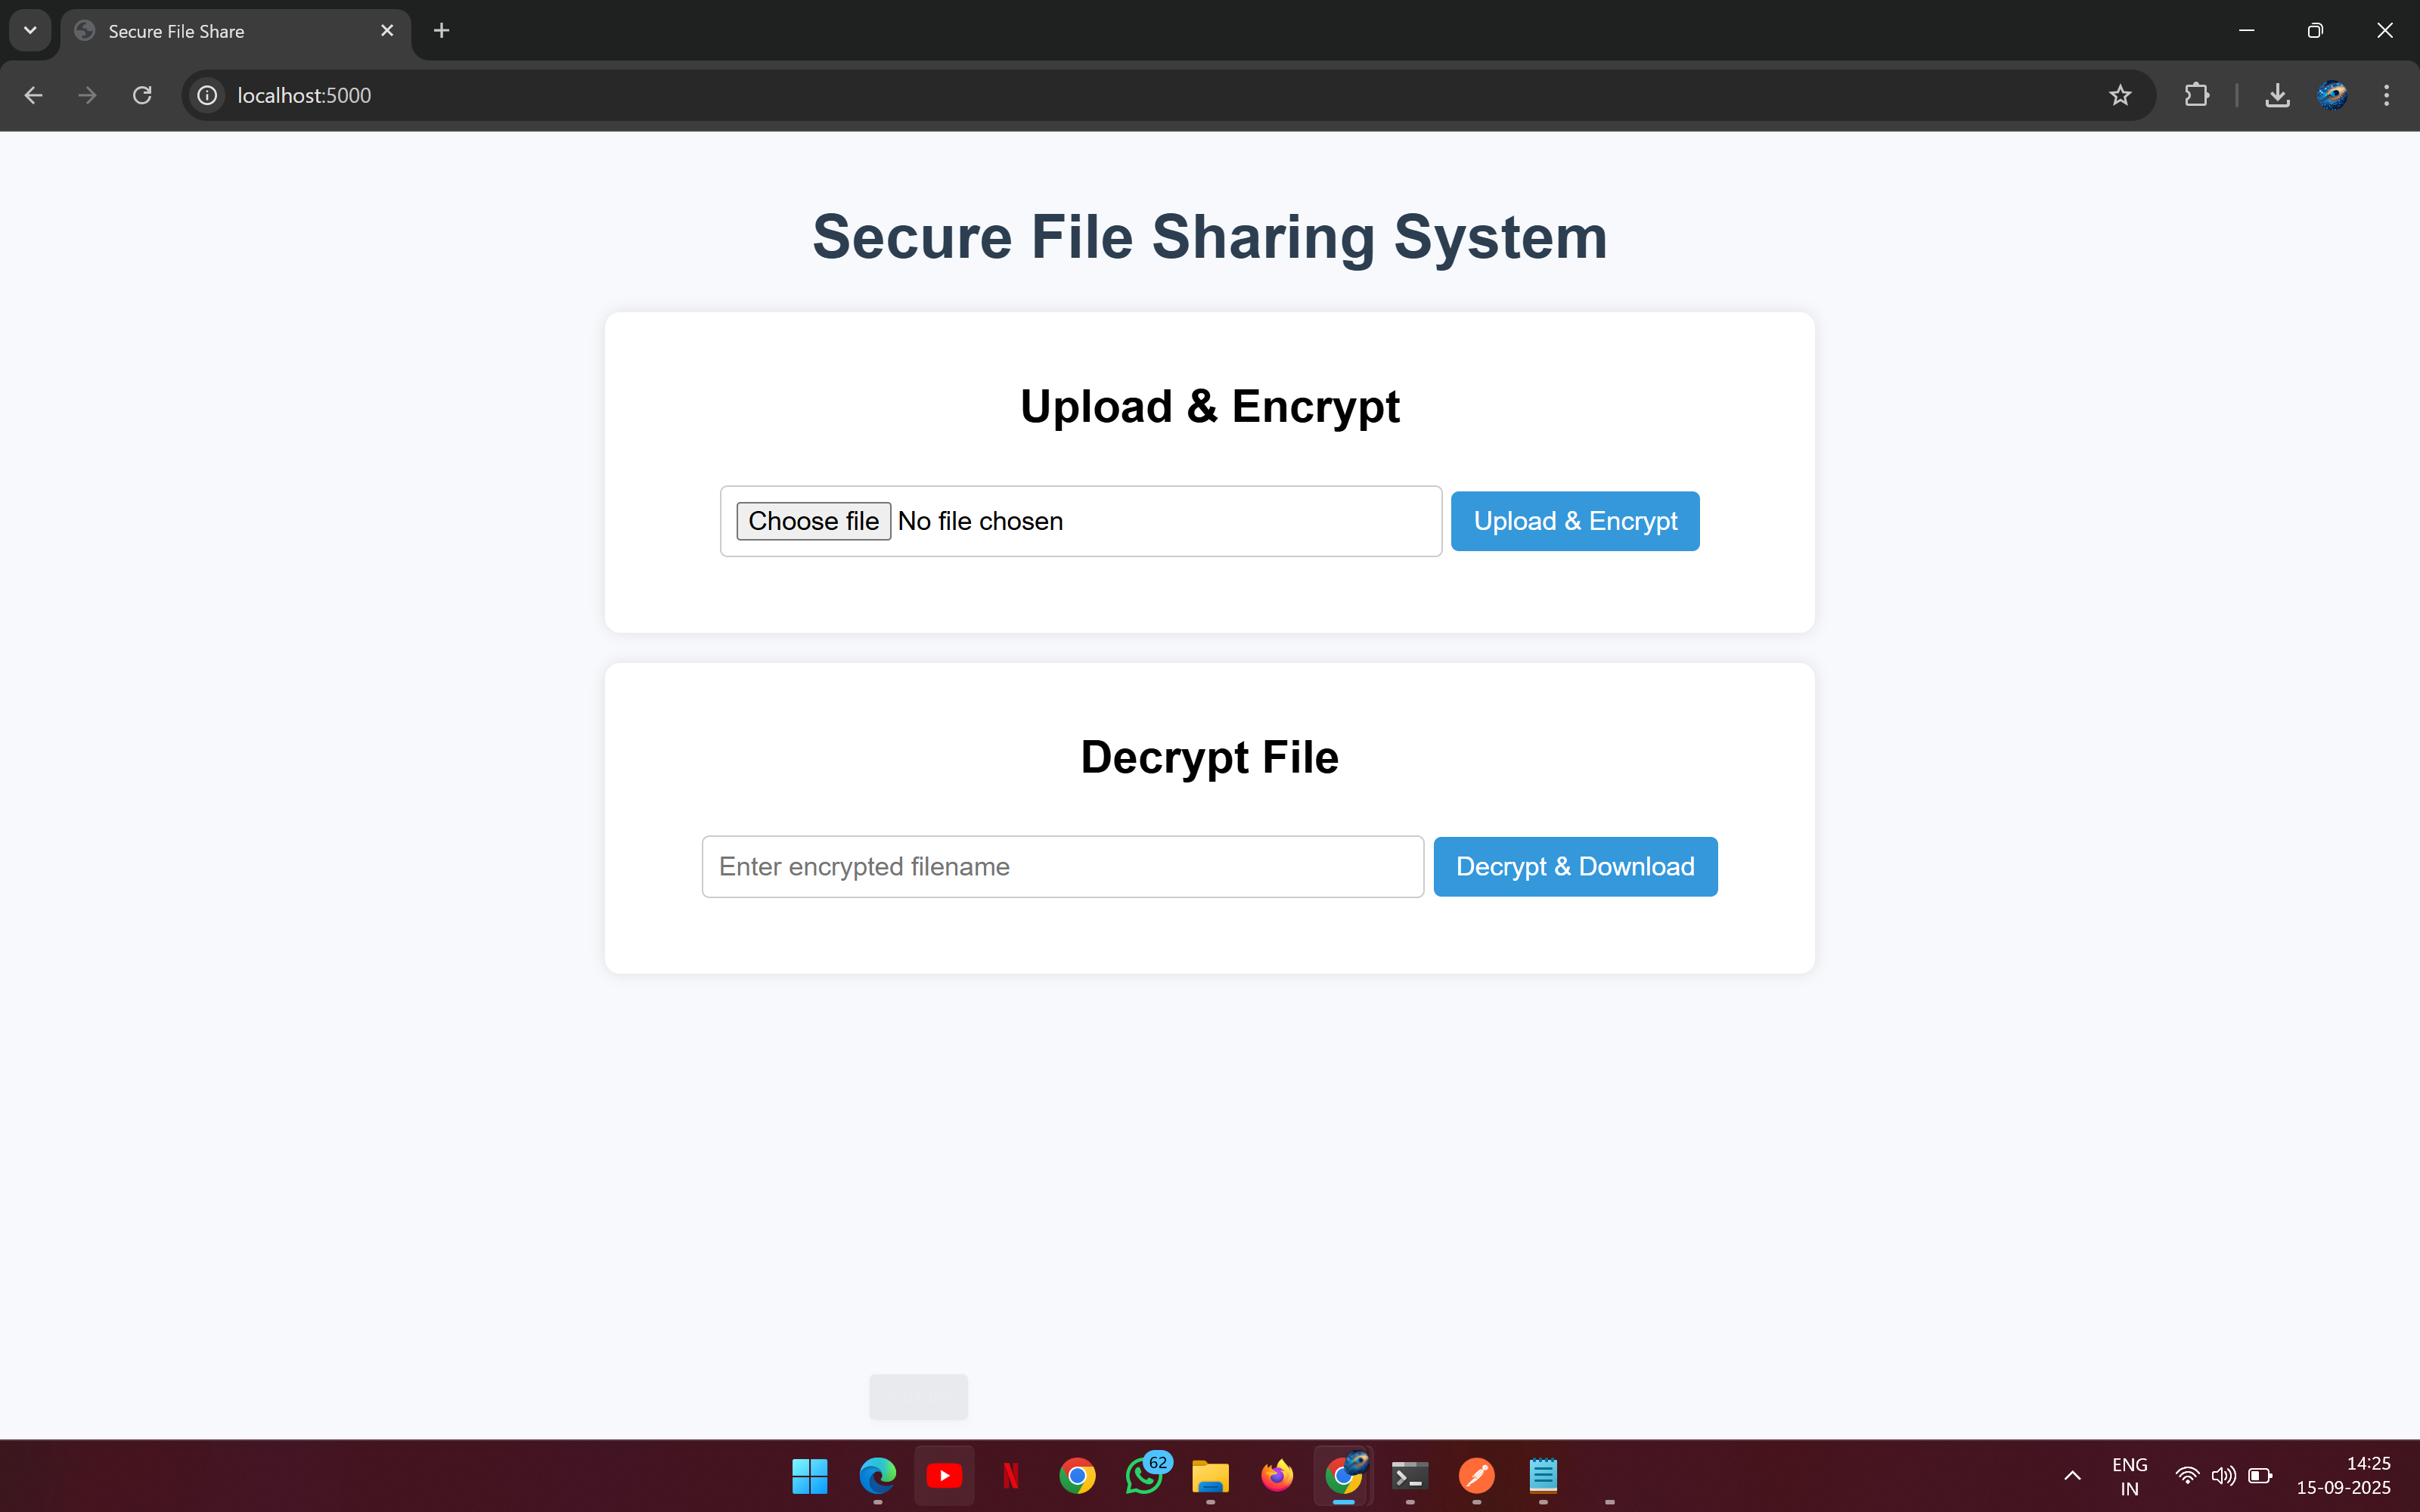 Secure File Share
localhost:5000
Secure File Sharing System
Upload & Encrypt
Choose file No file chosen
Upload & Encrypt
Decrypt File
Enter encrypted filename
Decrypt & Download
62
ENG
IN
14:25
15-09-2025